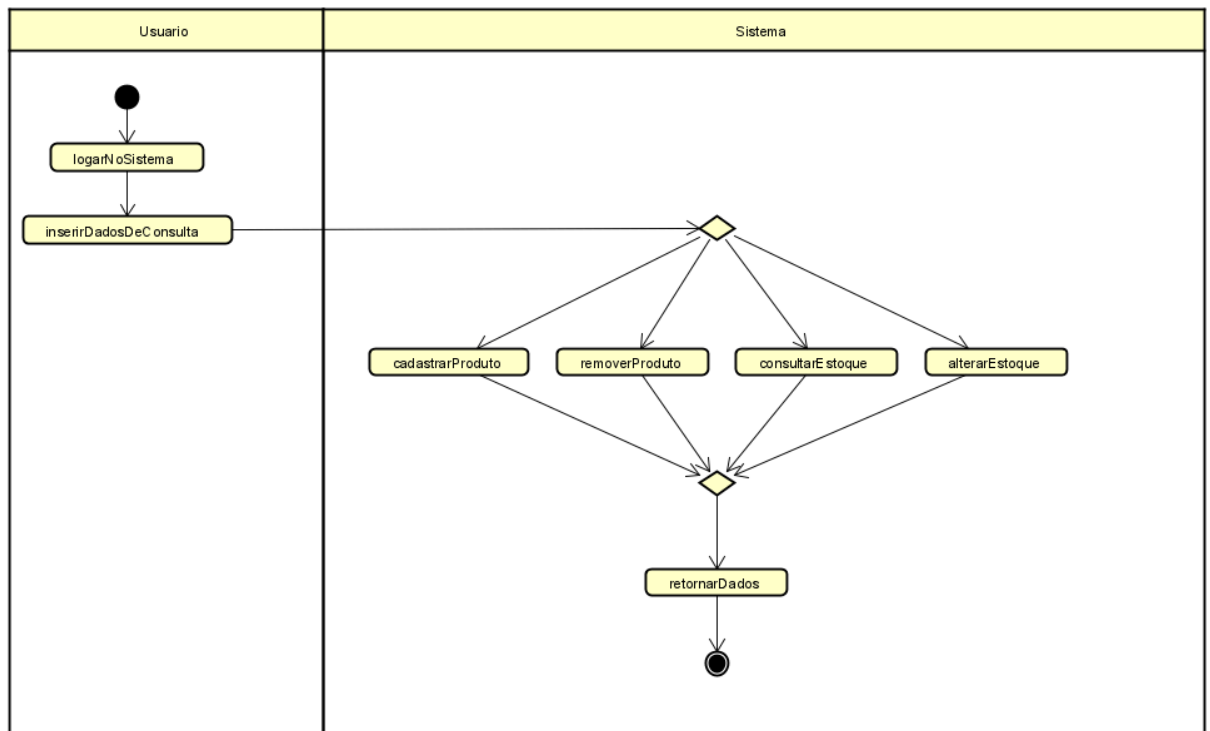 Usuario
Sistema
logarNoSistema
inserirDadosDeConsulta
cadastrarProduto
removerProduto
consultarEstoque
alterarEstoque
retornarDados